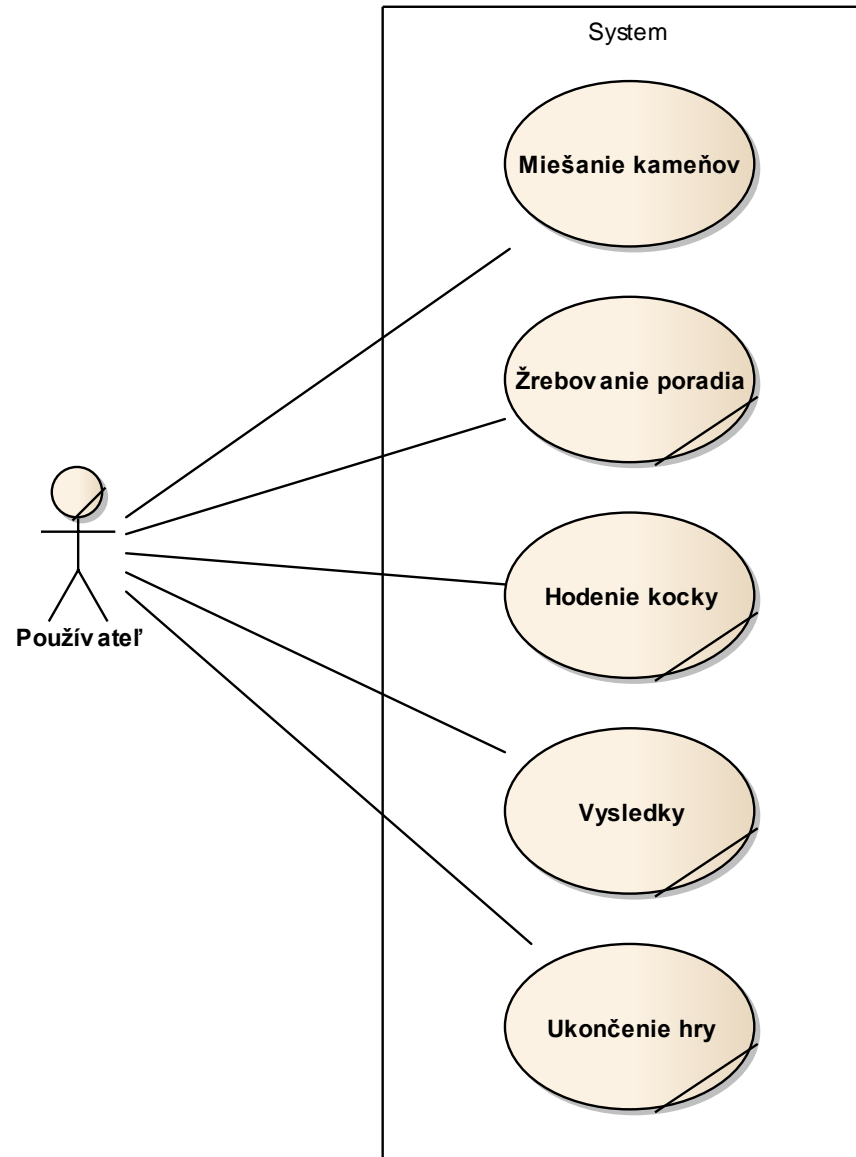 System
Miešanie kameňov
Žrebovanie poradia
Hodenie kocky
Používateľ
Vysledky
Ukončenie hry